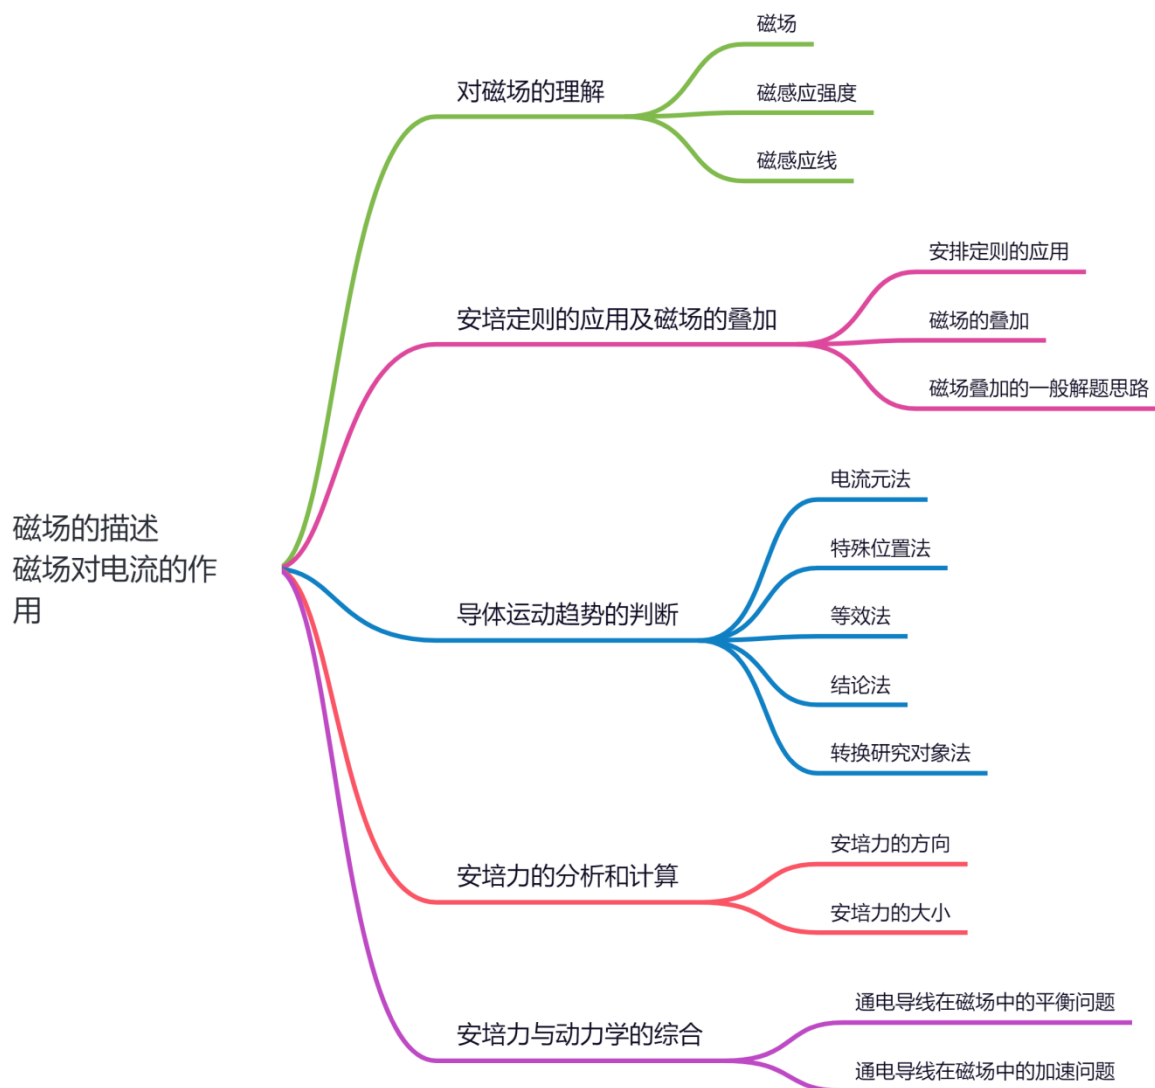 磁场
对磁场的理解
磁感应强度
磁感应线
安排定则的应用
安培定则的应用及磁场的叠加
磁场的叠加
磁场叠加的一般解题思路
电流元法
磁场的描述
磁场对电流的作
用
特殊位置法
导体运动趋势的判断
等效法
结论法
转换研究对象法
安培力的方向
安培力的分析和计算
安培力的大小
通电导线在磁场中的平衡问题
安培力与动力学的综合
通电导线在磁场中的加速问题